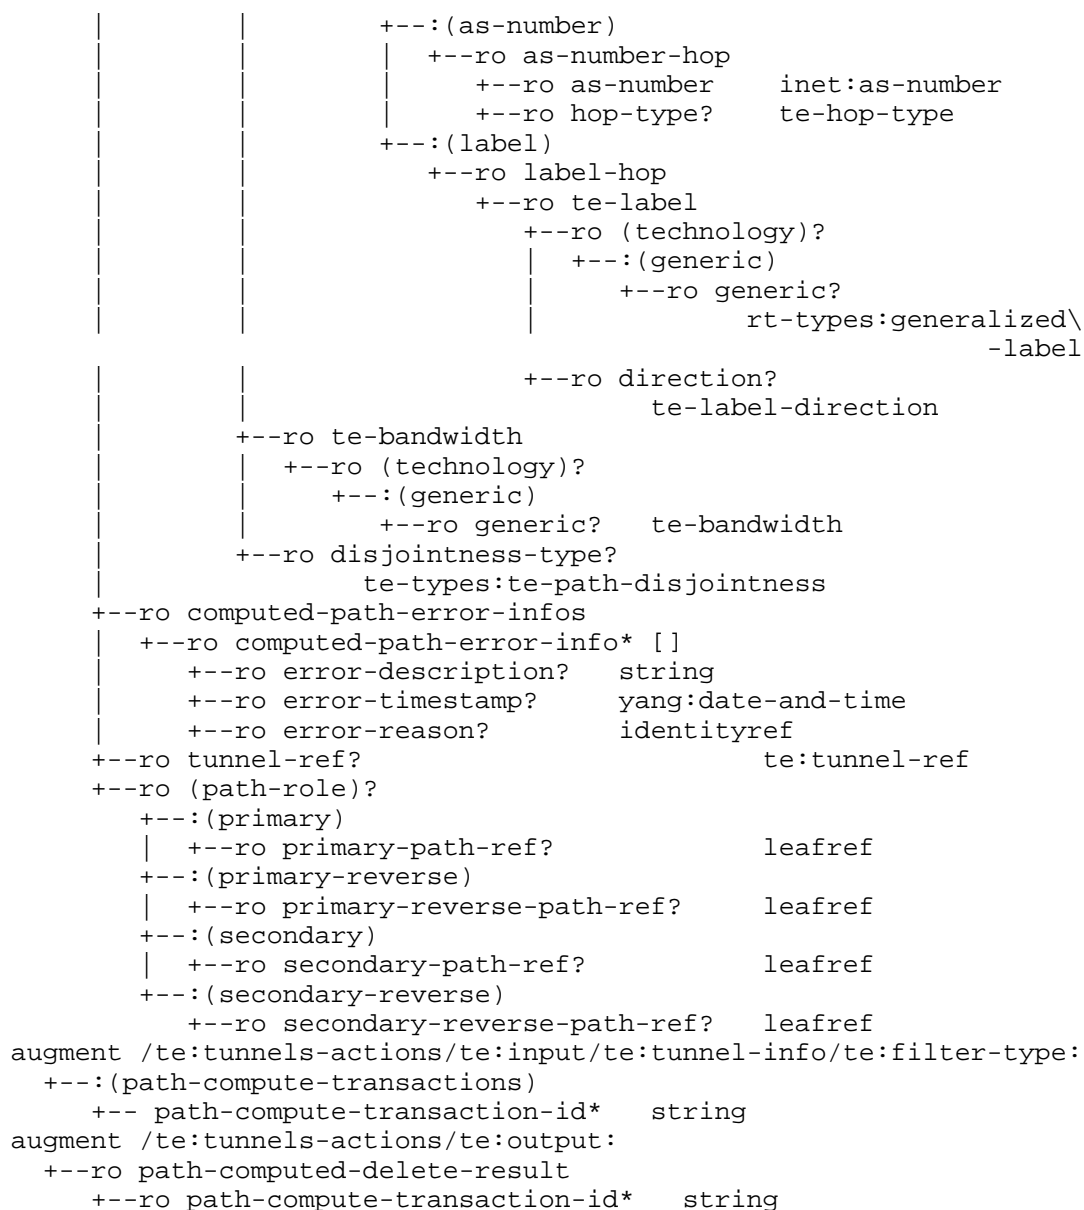 |        |        +--:(as-number)
      |        |        |  +--ro as-number-hop
      |        |        |     +--ro as-number    inet:as-number
      |        |        |     +--ro hop-type?    te-hop-type
      |        |        +--:(label)
      |        |           +--ro label-hop
      |        |              +--ro te-label
      |        |                 +--ro (technology)?
      |        |                 |  +--:(generic)
      |        |                 |     +--ro generic?
      |        |                 |             rt-types:generalized\
                                                             -label
      |        |                 +--ro direction?
      |        |                         te-label-direction
      |        +--ro te-bandwidth
      |        |  +--ro (technology)?
      |        |     +--:(generic)
      |        |        +--ro generic?   te-bandwidth
      |        +--ro disjointness-type?
      |                te-types:te-path-disjointness
      +--ro computed-path-error-infos
      |  +--ro computed-path-error-info* []
      |     +--ro error-description?   string
      |     +--ro error-timestamp?     yang:date-and-time
      |     +--ro error-reason?        identityref
      +--ro tunnel-ref?                         te:tunnel-ref
      +--ro (path-role)?
         +--:(primary)
         |  +--ro primary-path-ref?             leafref
         +--:(primary-reverse)
         |  +--ro primary-reverse-path-ref?     leafref
         +--:(secondary)
         |  +--ro secondary-path-ref?           leafref
         +--:(secondary-reverse)
            +--ro secondary-reverse-path-ref?   leafref
augment /te:tunnels-actions/te:input/te:tunnel-info/te:filter-type:
  +--:(path-compute-transactions)
     +-- path-compute-transaction-id*   string
augment /te:tunnels-actions/te:output:
  +--ro path-computed-delete-result
     +--ro path-compute-transaction-id*   string